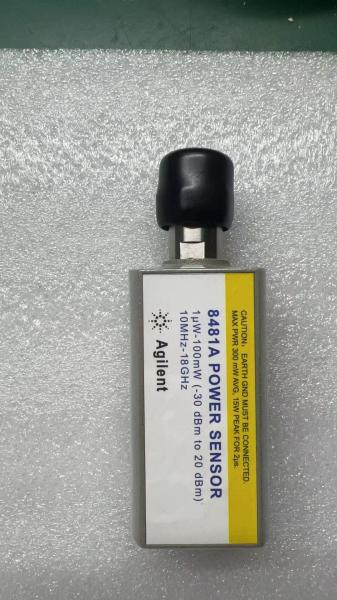 CAUTION, EARTH GND MUST BE CONNECTED.
MAX PWR 300 mW AVG, 15W PEAK FOR 2µs.
8481A POWER SENSOR
1µW-100mW (-30 dBm to 20 dBm)
10MHz-18GHz
Agilent